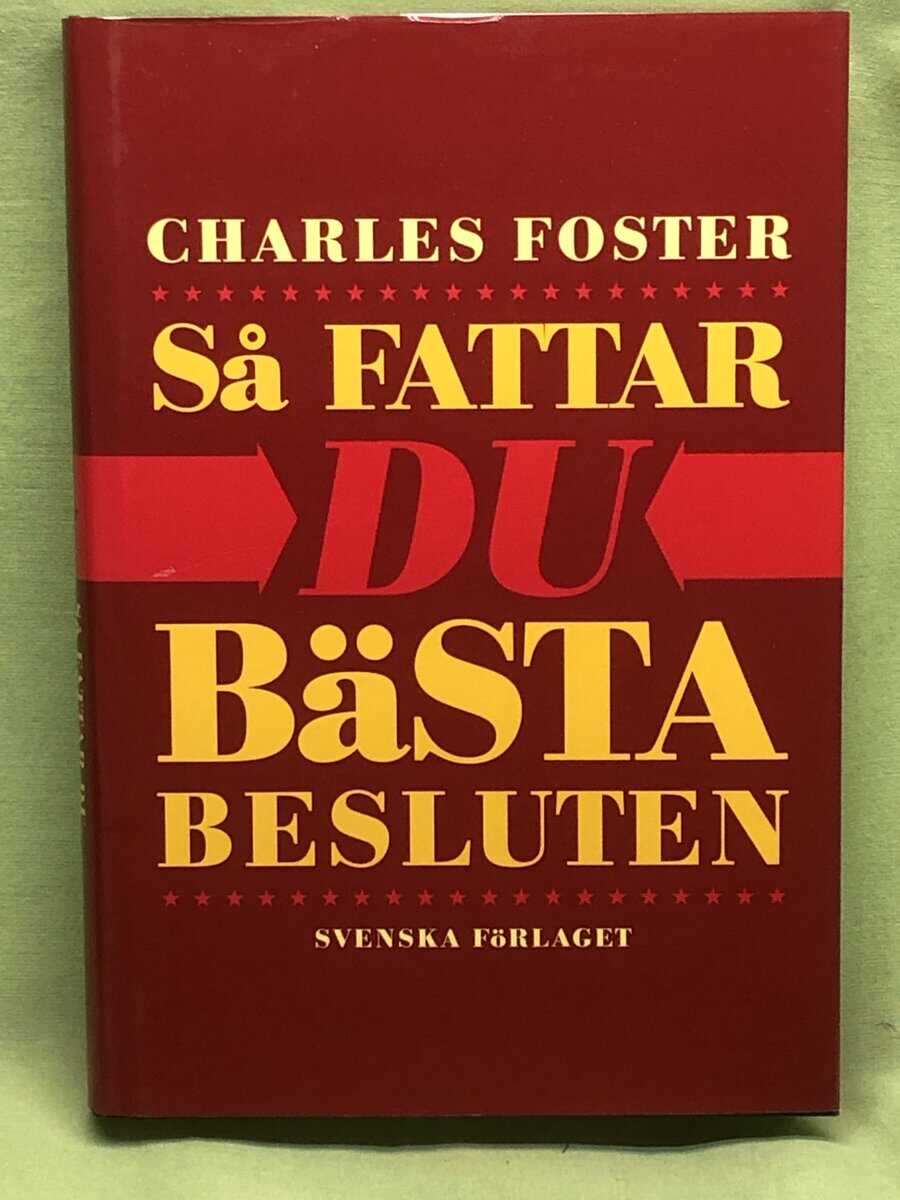 CHARLES FOSTER
Så FATTAR
DU
BäSTA
BESLUTEN
SVENSKA FöRLAGET